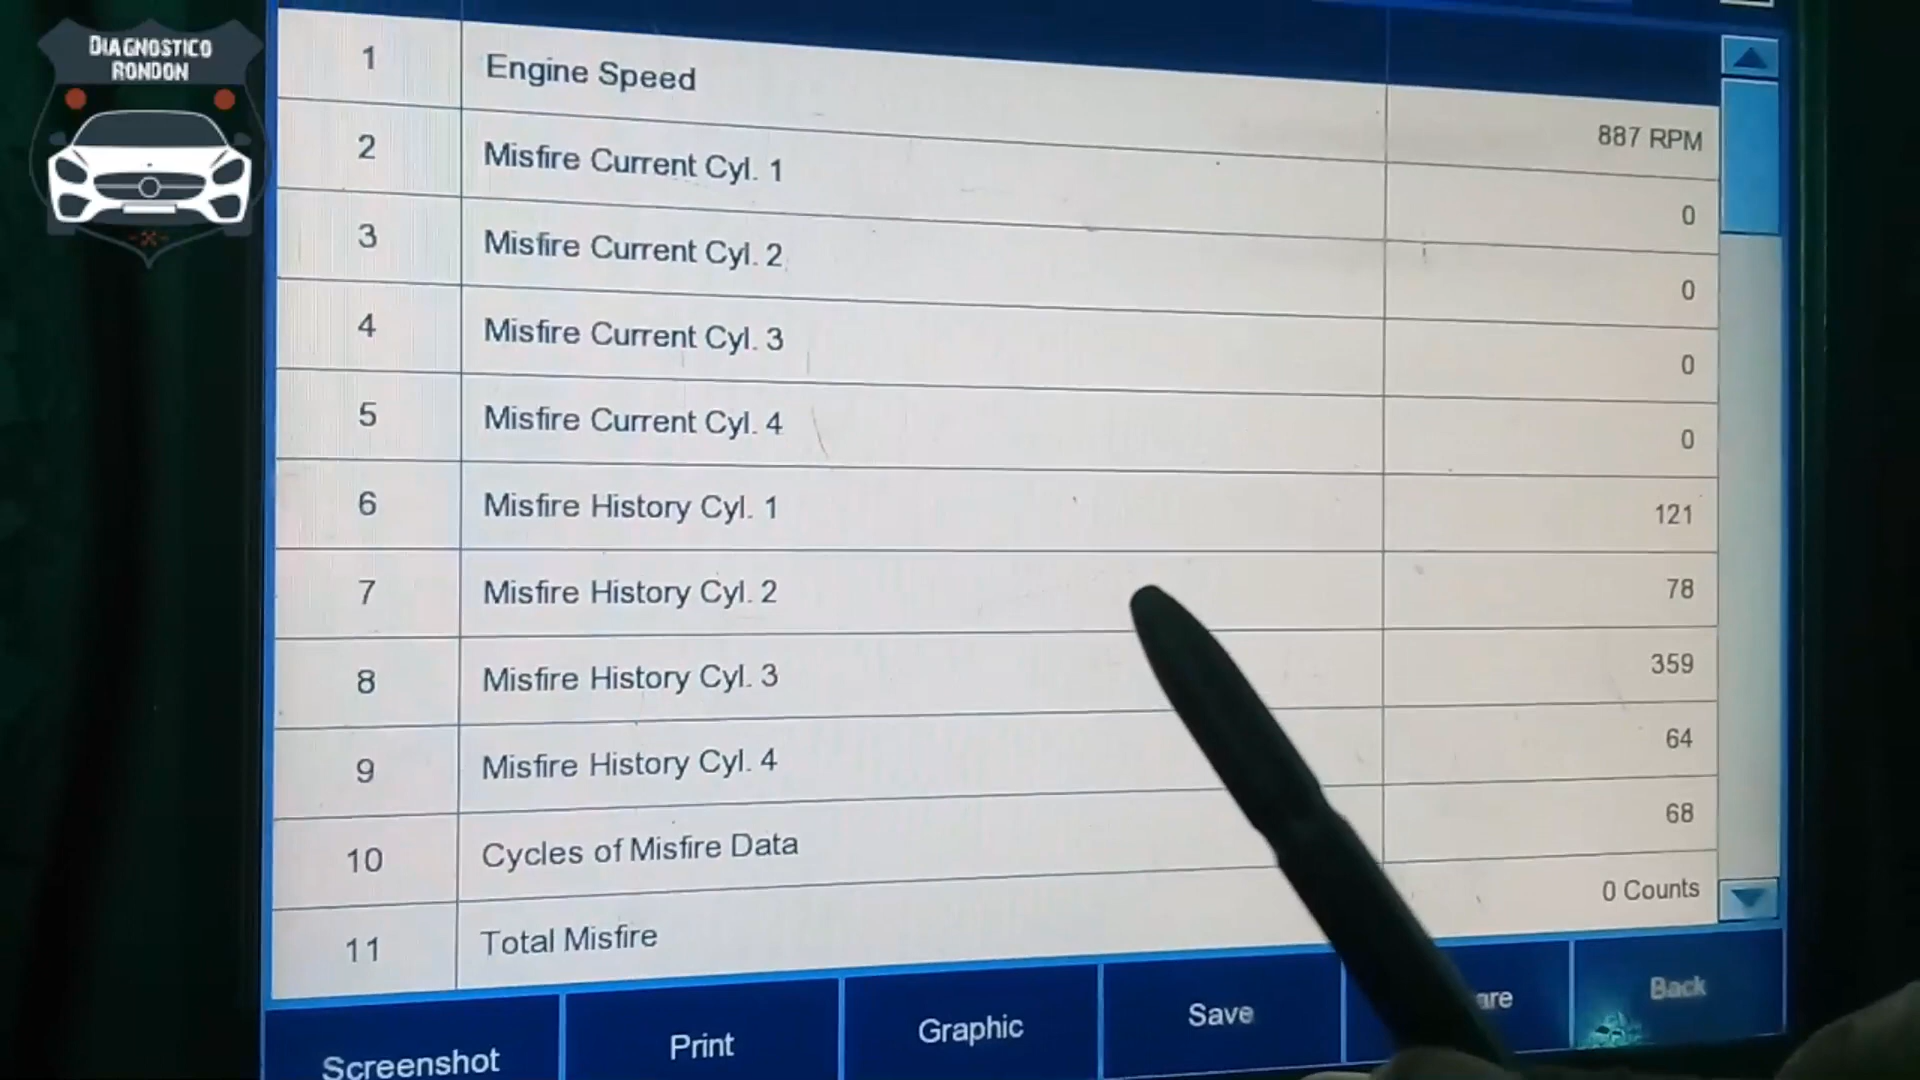 DIAGNOSTICO
RONDON
1 Engine Speed 887 RPM
2 Misfire Current Cyl. 1 0
3 Misfire Current Cyl. 2 0
4 Misfire Current Cyl. 3 0
5 Misfire Current Cyl. 4 0
6 Misfire History Cyl. 1 121
7 Misfire History Cyl. 2 78
8 Misfire History Cyl. 3 359
9 Misfire History Cyl. 4 64
10 Cycles of Misfire Data 68
11 Total Misfire 0 Counts
Screenshot Print Graphic Save Back